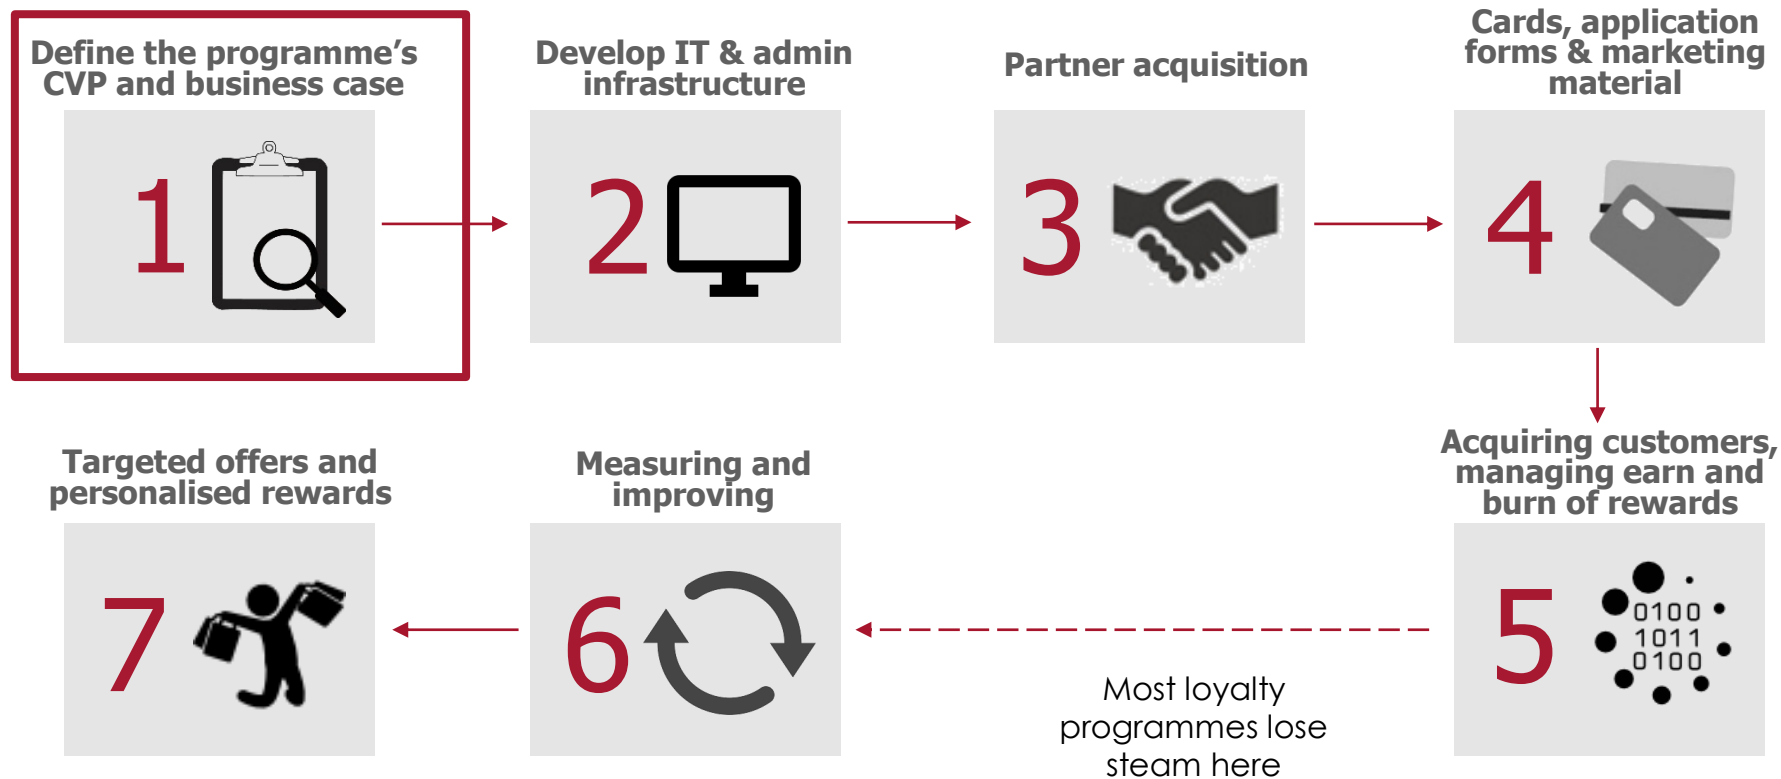 Define the programme's
CVP and business case
1
Develop IT & admin
infrastructure
2
Partner acquisition
3
Cards, application
forms & marketing
material
4
Acquiring customers,
managing earn and
burn of rewards
5
0100
1011
0100
Most loyalty
programmes lose
steam here
Measuring and
improving
6
Targeted offers and
personalised rewards
7